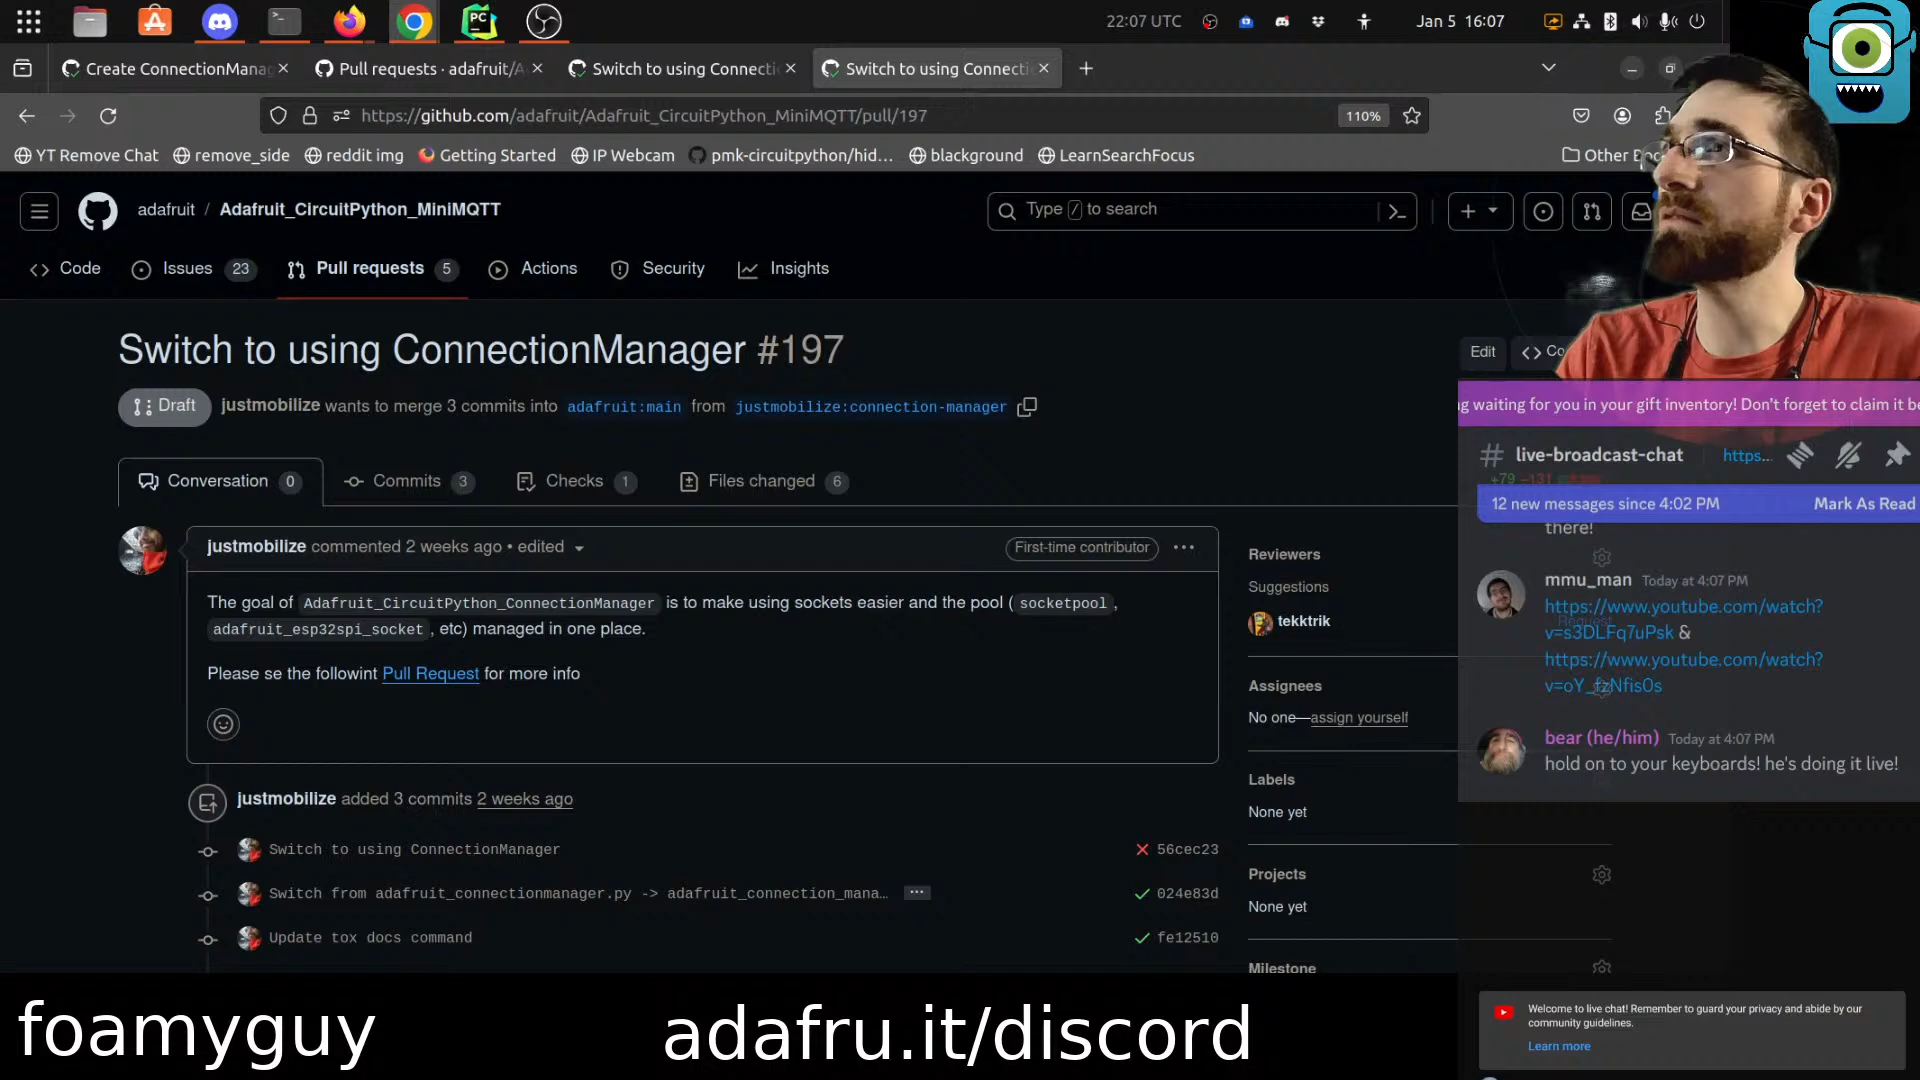 22:07 UTC
Jan 5 16:07
Create ConnectionMana
Pull requests · adafruit/A
Switch to using Connecti
Switch to using Connecti
https://github.com/adafruit/Adafruit_CircuitPython_MiniMQTT/pull/197
110%
YT Remove Chat
remove_side
reddit img
Getting Started
IP Webcam
pmk-circuitpython/hid…
blackground
LearnSearchFocus
Other
adafruit / Adafruit_CircuitPython_MiniMQTT
Type / to search
Code
Issues 23
Pull requests 5
Actions
Security
Insights
Switch to using ConnectionManager #197
Edit
<> Co
Draft
justmobilize wants to merge 3 commits into adafruit:main from justmobilize:connection-manager
Conversation 0
Commits 3
Checks 1
Files changed 6
+79 −131
justmobilize commented 2 weeks ago • edited
First-time contributor
The goal of Adafruit_CircuitPython_ConnectionManager is to make using sockets easier and the pool ( socketpool ,
adafruit_esp32spi_socket , etc) managed in one place.
Please se the followint Pull Request for more info
justmobilize added 3 commits 2 weeks ago
Switch to using ConnectionManager
56cec23
Switch from adafruit_connectionmanager.py -> adafruit_connection_mana…
024e83d
Update tox docs command
fe12510
Reviewers
Suggestions
tekktrik
Request
Assignees
No one—assign yourself
Labels
None yet
Projects
None yet
Milestone
g waiting for you in your gift inventory! Don't forget to claim it be
# live-broadcast-chat
https...
12 new messages since 4:02 PM
Mark As Read
there!
mmu_man Today at 4:07 PM
https://www.youtube.com/watch?
v=s3DLFq7uPsk &
https://www.youtube.com/watch?
v=oY_fzNfis0s
bear (he/him) Today at 4:07 PM
hold on to your keyboards! he's doing it live!
Welcome to live chat! Remember to guard your privacy and abide by our
community guidelines.
Learn more
foamyguy
adafru.it/discord